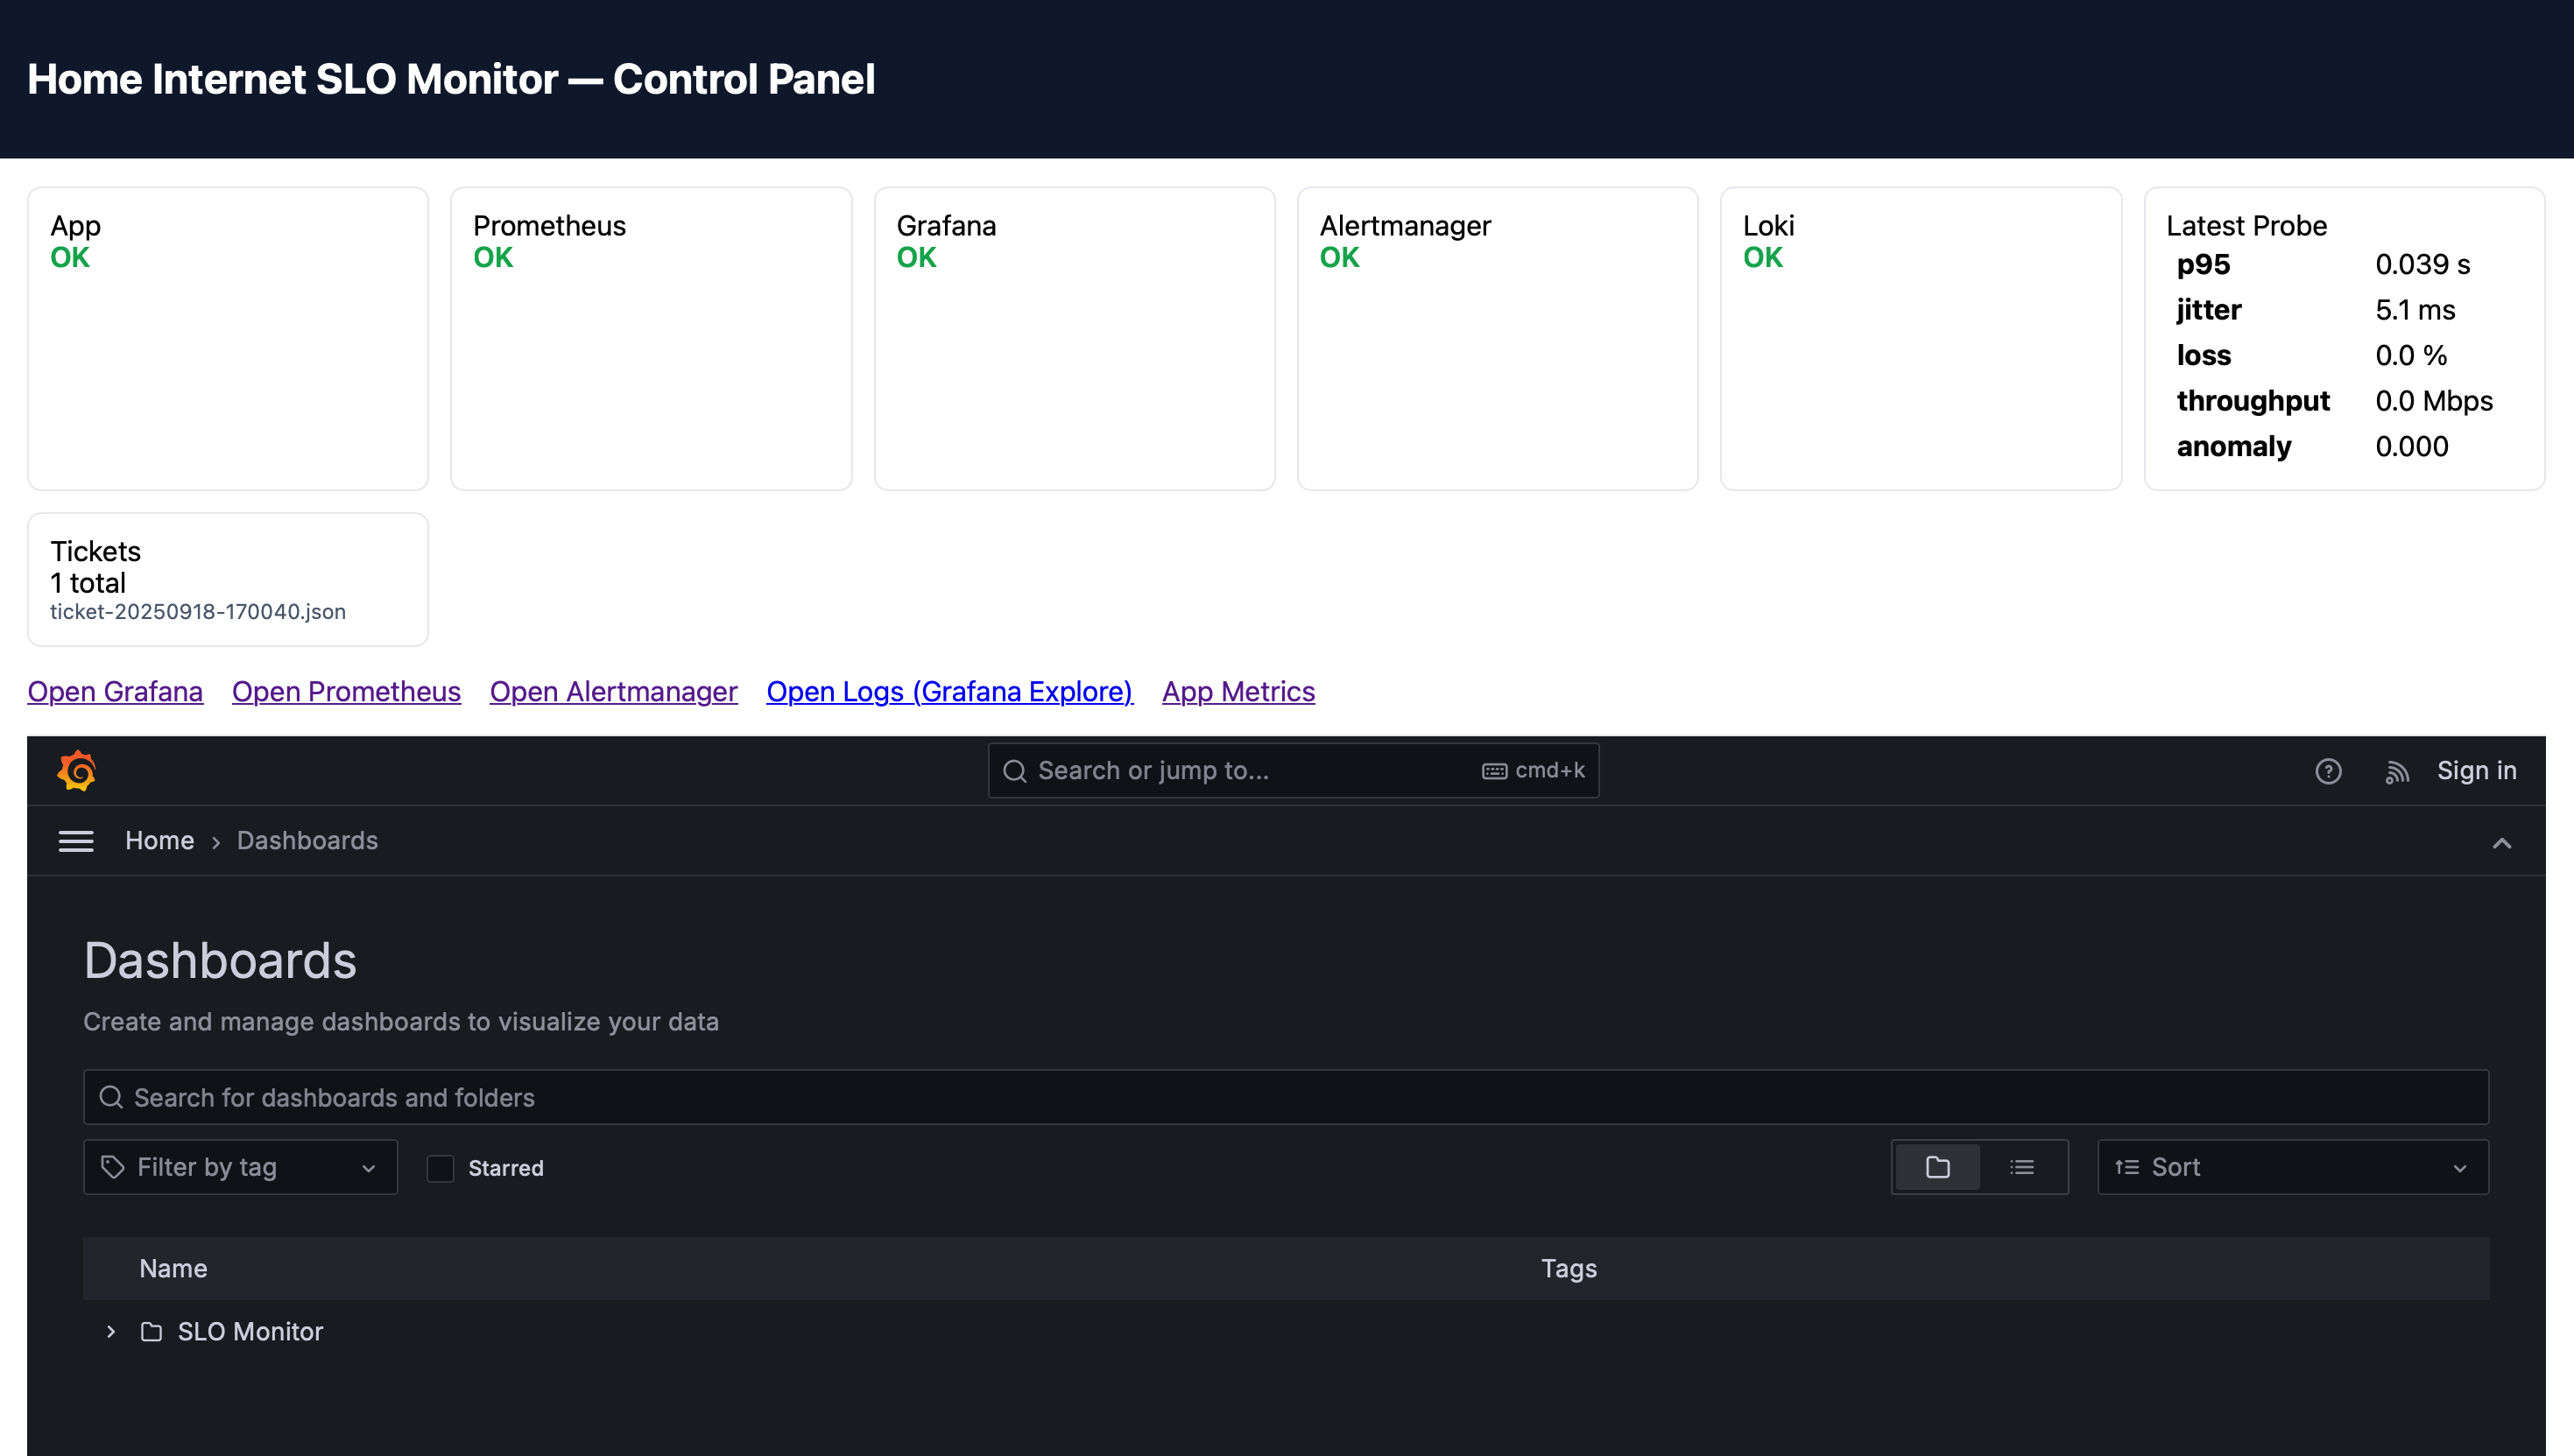 Home Internet SLO Monitor — Control Panel
App
OK
Prometheus
OK
Grafana
OK
Alertmanager
OK
Loki
OK
Latest Probe
p95 0.039 s
jitter 5.1 ms
loss 0.0 %
throughput 0.0 Mbps
anomaly 0.000
Tickets
1 total
ticket-20250918-170040.json
Open Grafana Open Prometheus Open Alertmanager Open Logs (Grafana Explore) App Metrics
Search or jump to... cmd+k Sign in
Home › Dashboards
Dashboards
Create and manage dashboards to visualize your data
Search for dashboards and folders
Filter by tag Starred Sort
Name Tags
SLO Monitor